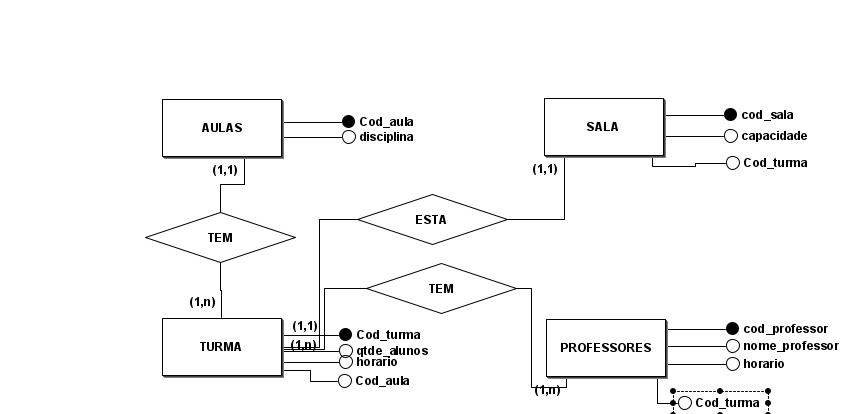 AULAS
Cod_aula
disciplina
(1,1)
SALA
cod_sala
capacidade
Cod_turma
(1,1)
ESTA
TEM
TEM
(1,n)
TURMA
(1,1)
(1,n)
Cod_turma
qtde_alunos
horario
Cod_aula
PROFESSORES
cod_professor
nome_professor
horario
(1,n)
Cod_turma